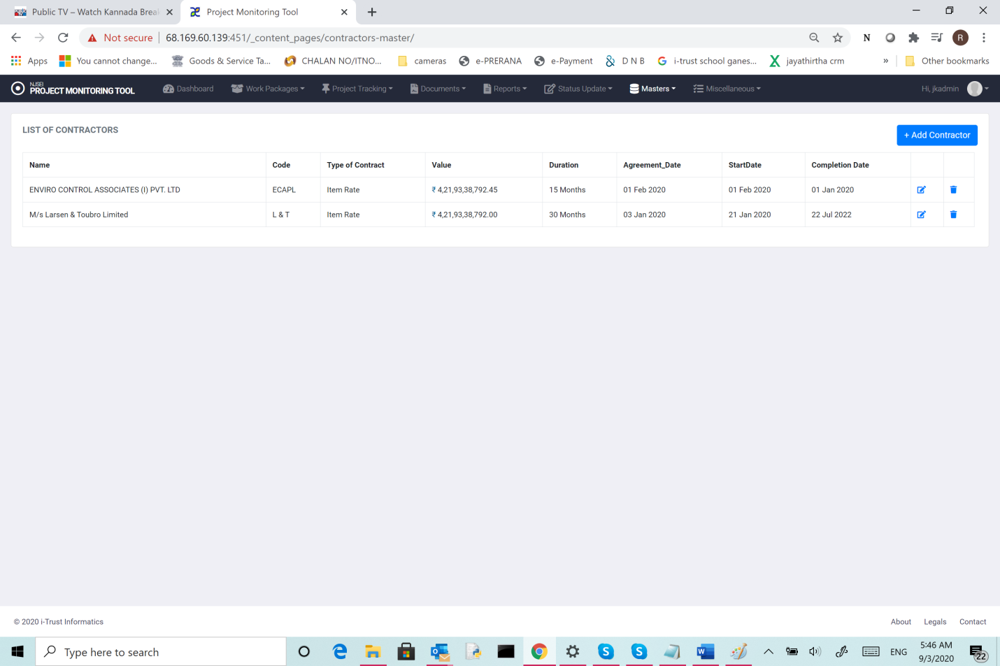 Public TV – Watch Kannada Brea
Project Monitoring Tool
Not secure
68.169.60.139:451/_content_pages/contractors-master/
N
R
Apps
You cannot change...
Goods & Service Ta...
CHALAN NO/ITNO...
cameras
e-PRERANA
e-Payment
D N B
i-trust school ganes...
jayathirtha crm
»
Other bookmarks
NJSEI
PROJECT MONITORING TOOL
Dashboard
Work Packages
Project Tracking
Documents
Reports
Status Update
Masters
Miscellaneous
Hi, jkadmin
LIST OF CONTRACTORS
+ Add Contractor
Name Code Type of Contract Value Duration Agreement_Date StartDate Completion Date
ENVIRO CONTROL ASSOCIATES (I) PVT. LTD ECAPL Item Rate ₹ 4,21,93,38,792.45 15 Months 01 Feb 2020 01 Feb 2020 01 Jan 2020
M/s Larsen & Toubro Limited L & T Item Rate ₹ 4,21,93,38,792.00 30 Months 03 Jan 2020 21 Jan 2020 22 Jul 2022
© 2020 i-Trust Informatics
About Legals Contact
Type here to search
ENG
5:46 AM
9/3/2020
22